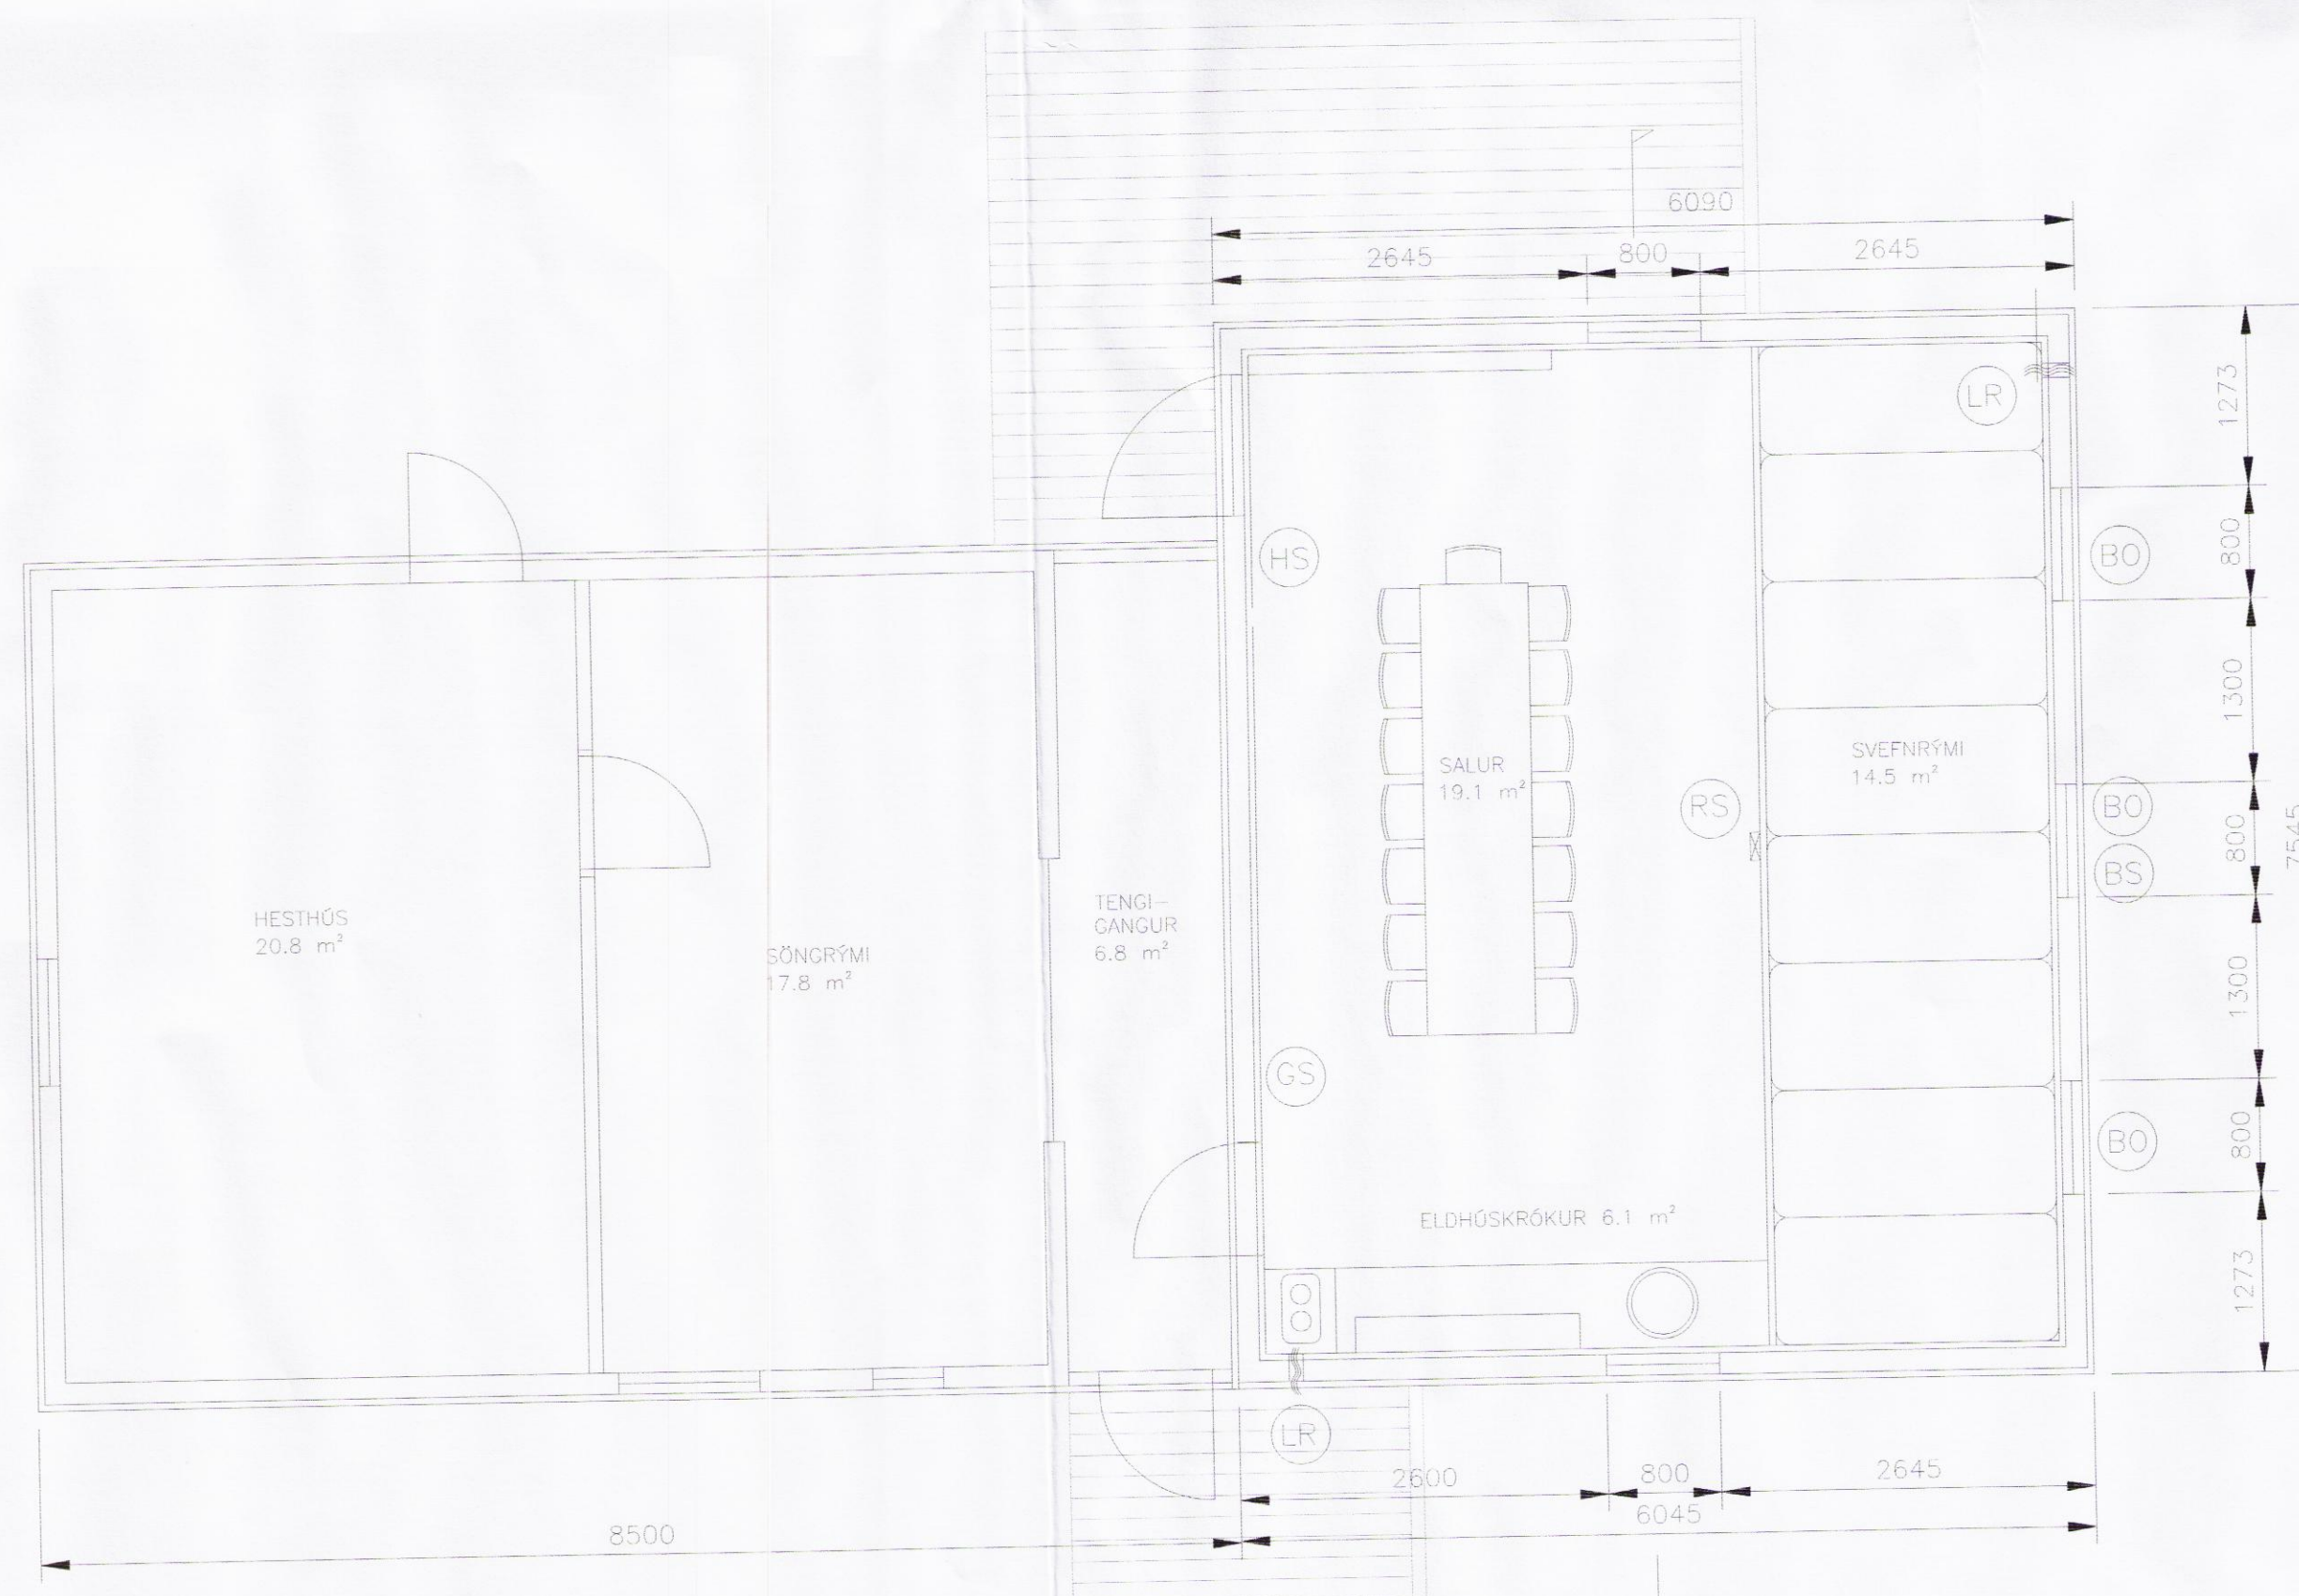 6090
2645
800
2645
LR
1273
HS
BO
800
1300
SALUR
19.1 m²
SVEFNRÝMI
14.5 m²
RS
BO
800
7545
BS
HESTHÚS
20.8 m²
TENGI-
GANGUR
6.8 m²
SÖNGRÝMI
17.8 m²
1300
GS
BO
800
ELDHÚSKRÓKUR 6.1 m²
1273
LR
2600
800
2645
6045
8500